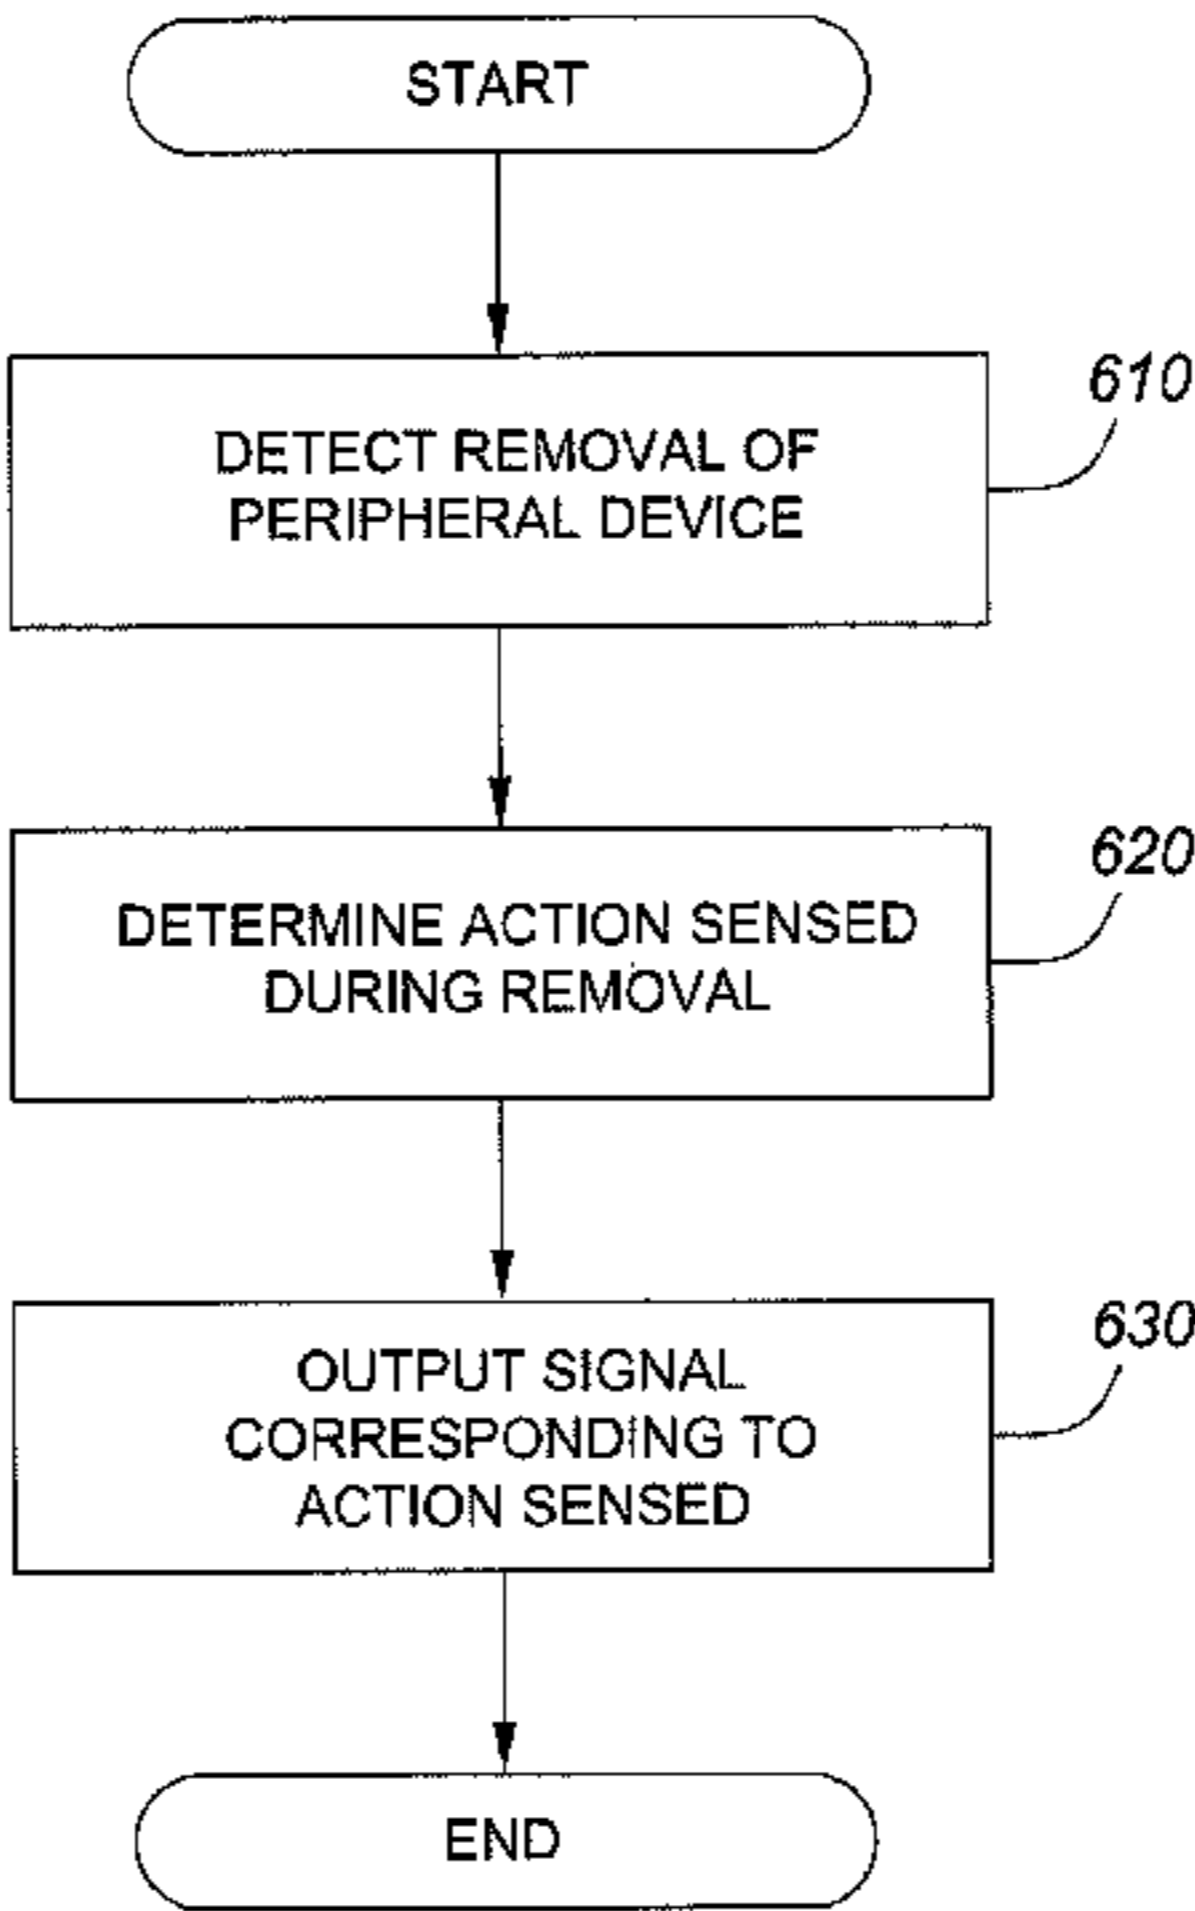 START
610
DETECT REMOVAL OF
PERIPHERAL DEVICE
620
DETERMINE ACTION SENSED
DURING REMOVAL
630
OUTPUT SIGNAL
CORRESPONDING TO
ACTION SENSED
END